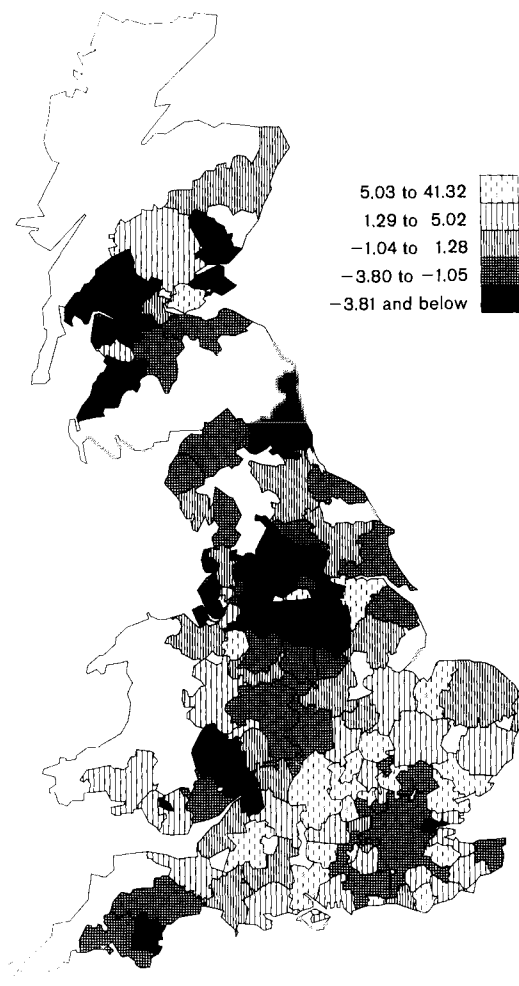 5.03 to 41.32
1.29 to 5.02
−1.04 to 1.28
−3.80 to −1.05
−3.81 and below